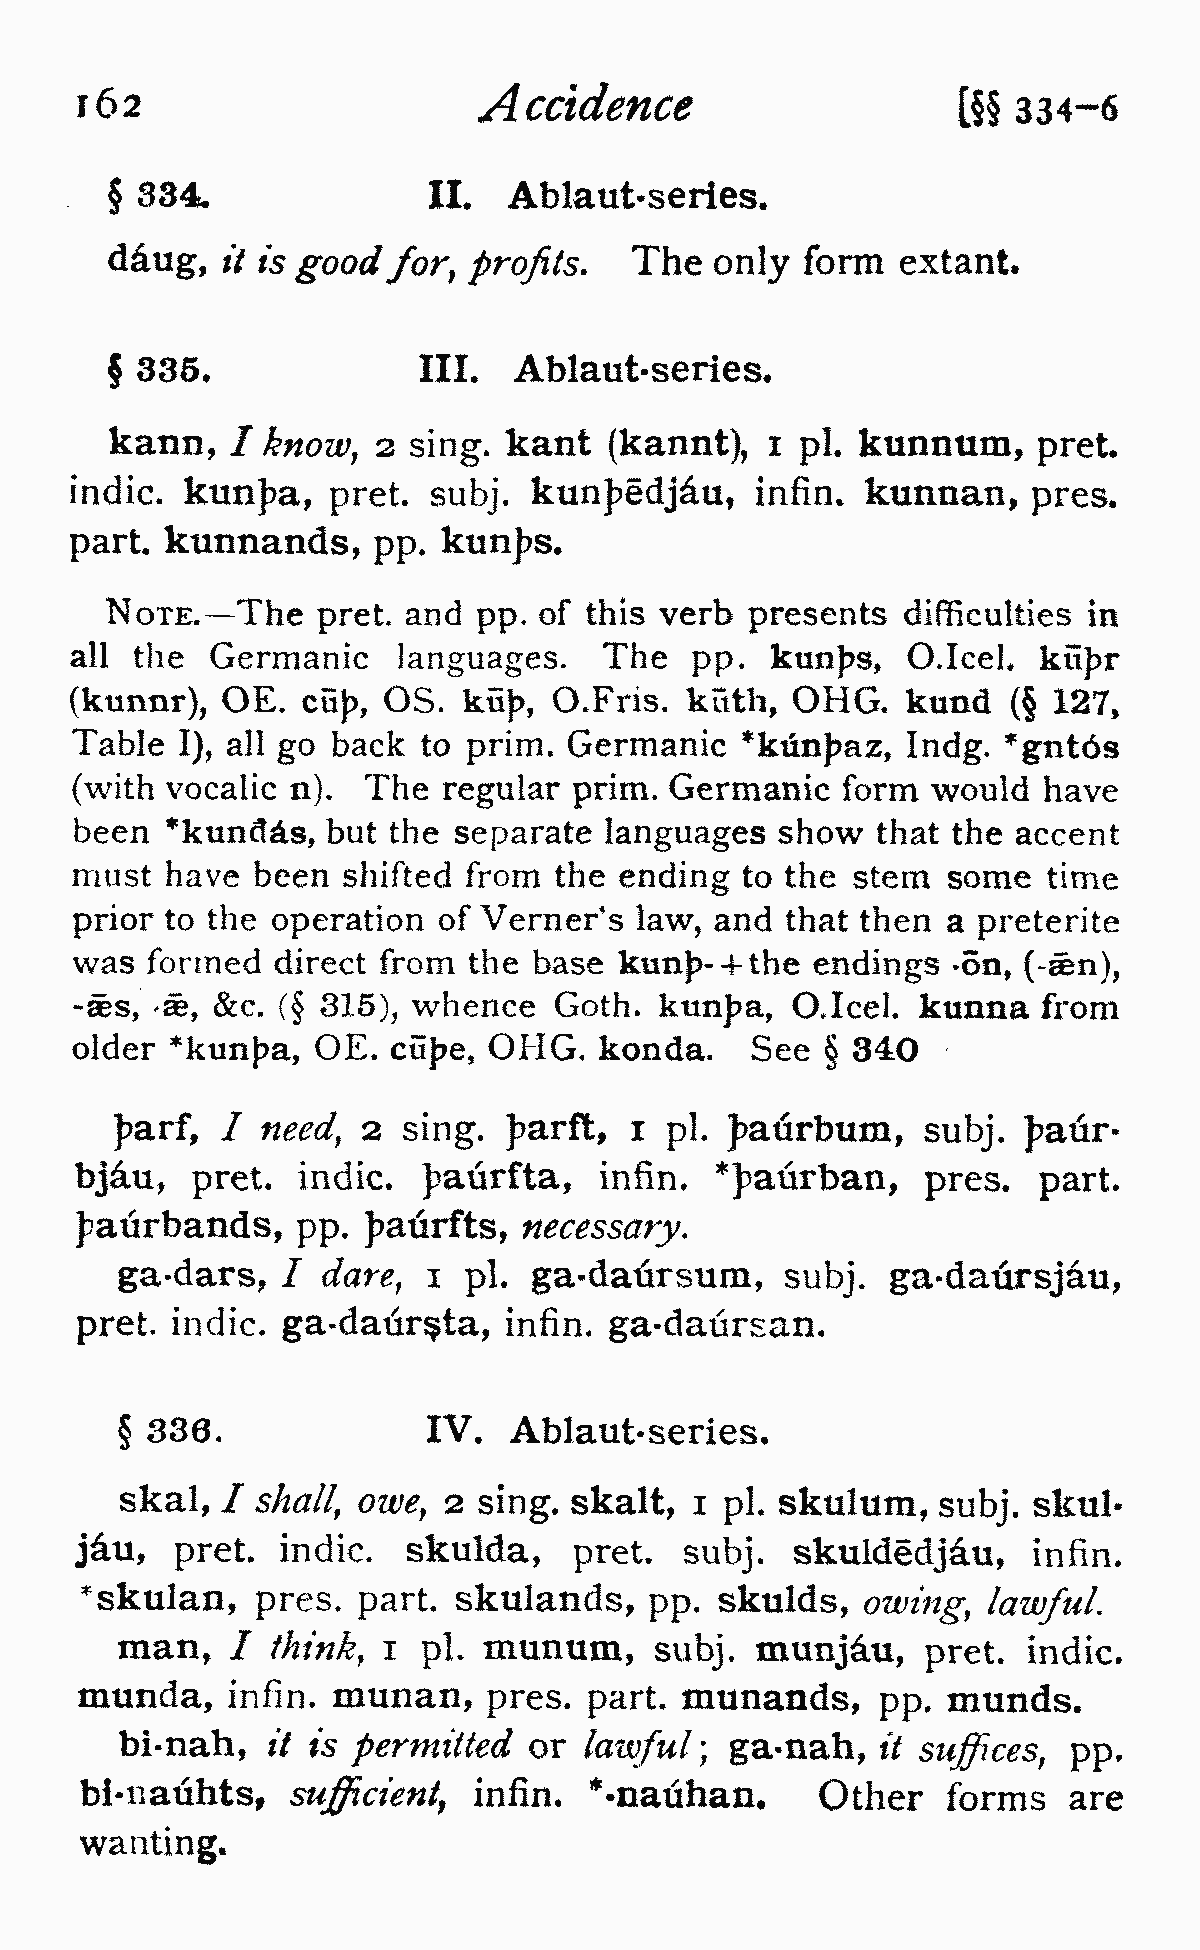 162 Accidence [§§ 334–6
§ 334. II. Ablaut-series.
dáug, it is good for, profits. The only form extant.
§ 335. III. Ablaut-series.
kann, I know, 2 sing. kant (kannt), 1 pl. kunnum, pret.
indic. kunþa, pret. subj. kunþēdjáu, infin. kunnan, pres.
part. kunnands, pp. kunþs.
NOTE.—The pret. and pp. of this verb presents difficulties in
all the Germanic languages. The pp. kunþs, O.Icel. kūþr
(kunnr), OE. cūþ, OS. kūþ, O.Fris. kūth, OHG. kund (§ 127,
Table I), all go back to prim. Germanic *kúnþaz, Indg. *gntós
(with vocalic n). The regular prim. Germanic form would have
been *kunđás, but the separate languages show that the accent
must have been shifted from the ending to the stem some time
prior to the operation of Verner's law, and that then a preterite
was formed direct from the base kunþ- + the endings -ōn, (-ǣn),
-ǣs, -ǣ, &c. (§ 315), whence Goth. kunþa, O.Icel. kunna from
older *kunþa, OE. cūþe, OHG. konda. See § 340
þarf, I need, 2 sing. þarft, 1 pl. þaúrbum, subj. þaúr-
bjáu, pret. indic. þaúrfta, infin. *þaúrban, pres. part.
þaúrbands, pp. þaúrfts, necessary.
ga-dars, I dare, 1 pl. ga-daúrsum, subj. ga-daúrsjáu,
pret. indic. ga-daúrsta, infin. ga-daúrsan.
§ 336. IV. Ablaut-series.
skal, I shall, owe, 2 sing. skalt, 1 pl. skulum, subj. skul-
jáu, pret. indic. skulda, pret. subj. skuldēdjáu, infin.
*skulan, pres. part. skulands, pp. skulds, owing, lawful.
man, I think, 1 pl. munum, subj. munjáu, pret. indic.
munda, infin. munan, pres. part. munands, pp. munds.
bi-nah, it is permitted or lawful; ga-nah, it suffices, pp.
bi-naúhts, sufficient, infin. *-naúhan. Other forms are
wanting.